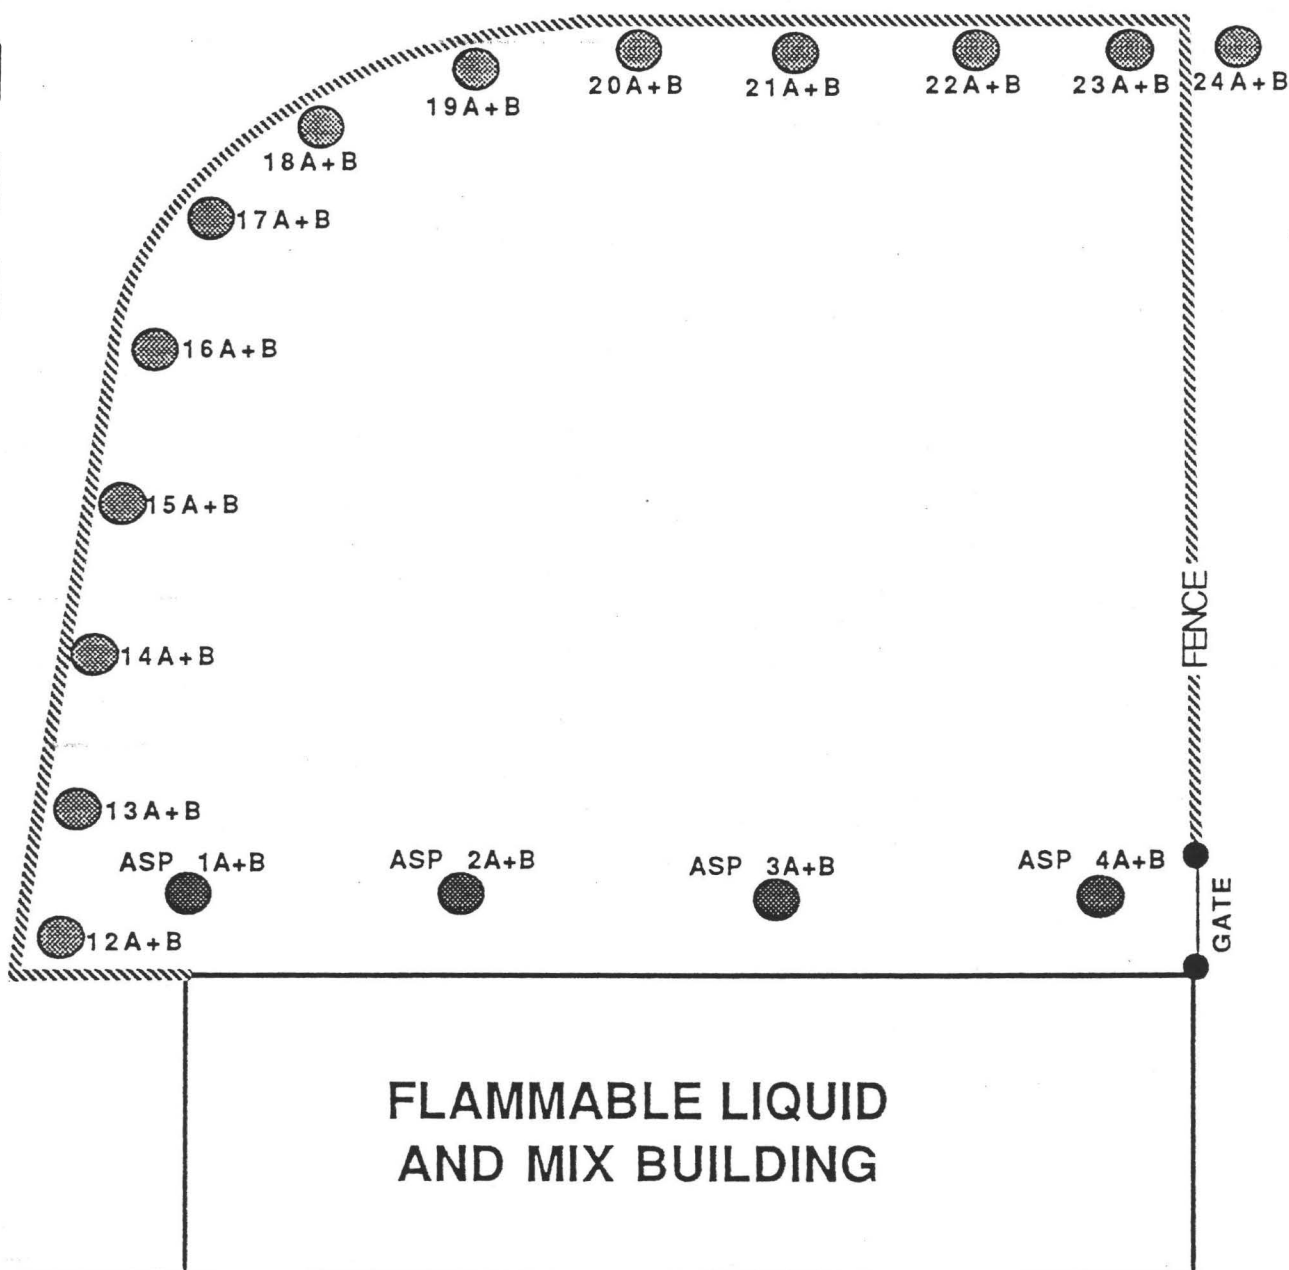 24A+B
20A+B
21A+B
22A+B
23A+B
19A+B
18A+B
17A+B
16A+B
15A+B
FENCE
14A+B
13A+B
ASP 1A+B
ASP 2A+B
ASP 3A+B
ASP 4A+B
GATE
12A+B
FLAMMABLE LIQUID
AND MIX BUILDING